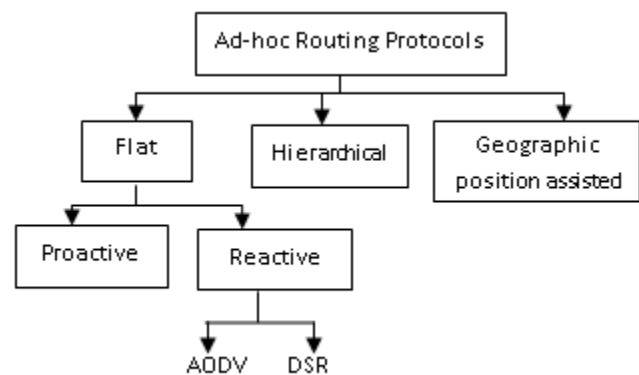 Ad-hoc Routing Protocols
Flat
Hierarchical
Geographic
position assisted
Proactive
Reactive
AODV
DSR